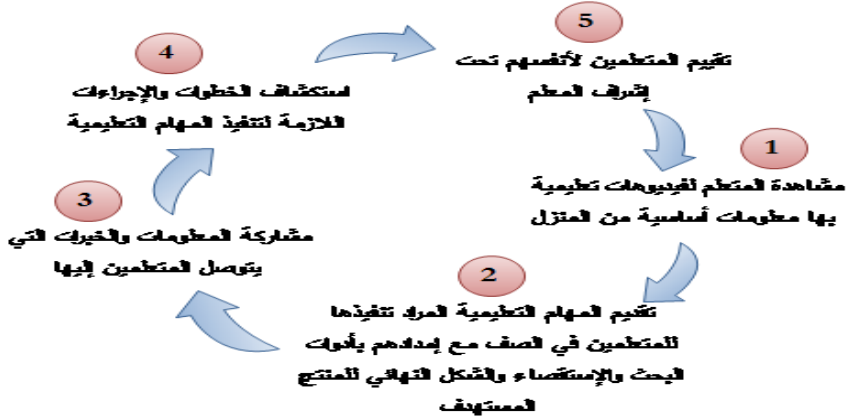 5
تقييم المتعلمين لأنفسهم تحت
إشراف المعلم
1
مشاهدة المتعلم لفيديوهات تعليمية
بها معلومات أساسية من المنزل
2
تقديم المهام التعليمية المراد تنفيذها
للمتعلمين في الصف مع إمدادهم بأدوات
البحث والإستقصاء والشكل النهائي للمنتج
المستهدف
3
مشاركة المعلومات والخبرات التي
يتوصل المتعلمين إليها
4
استكشاف الخطوات والإجراءات
اللازمة لتنفيذ المهام التعليمية